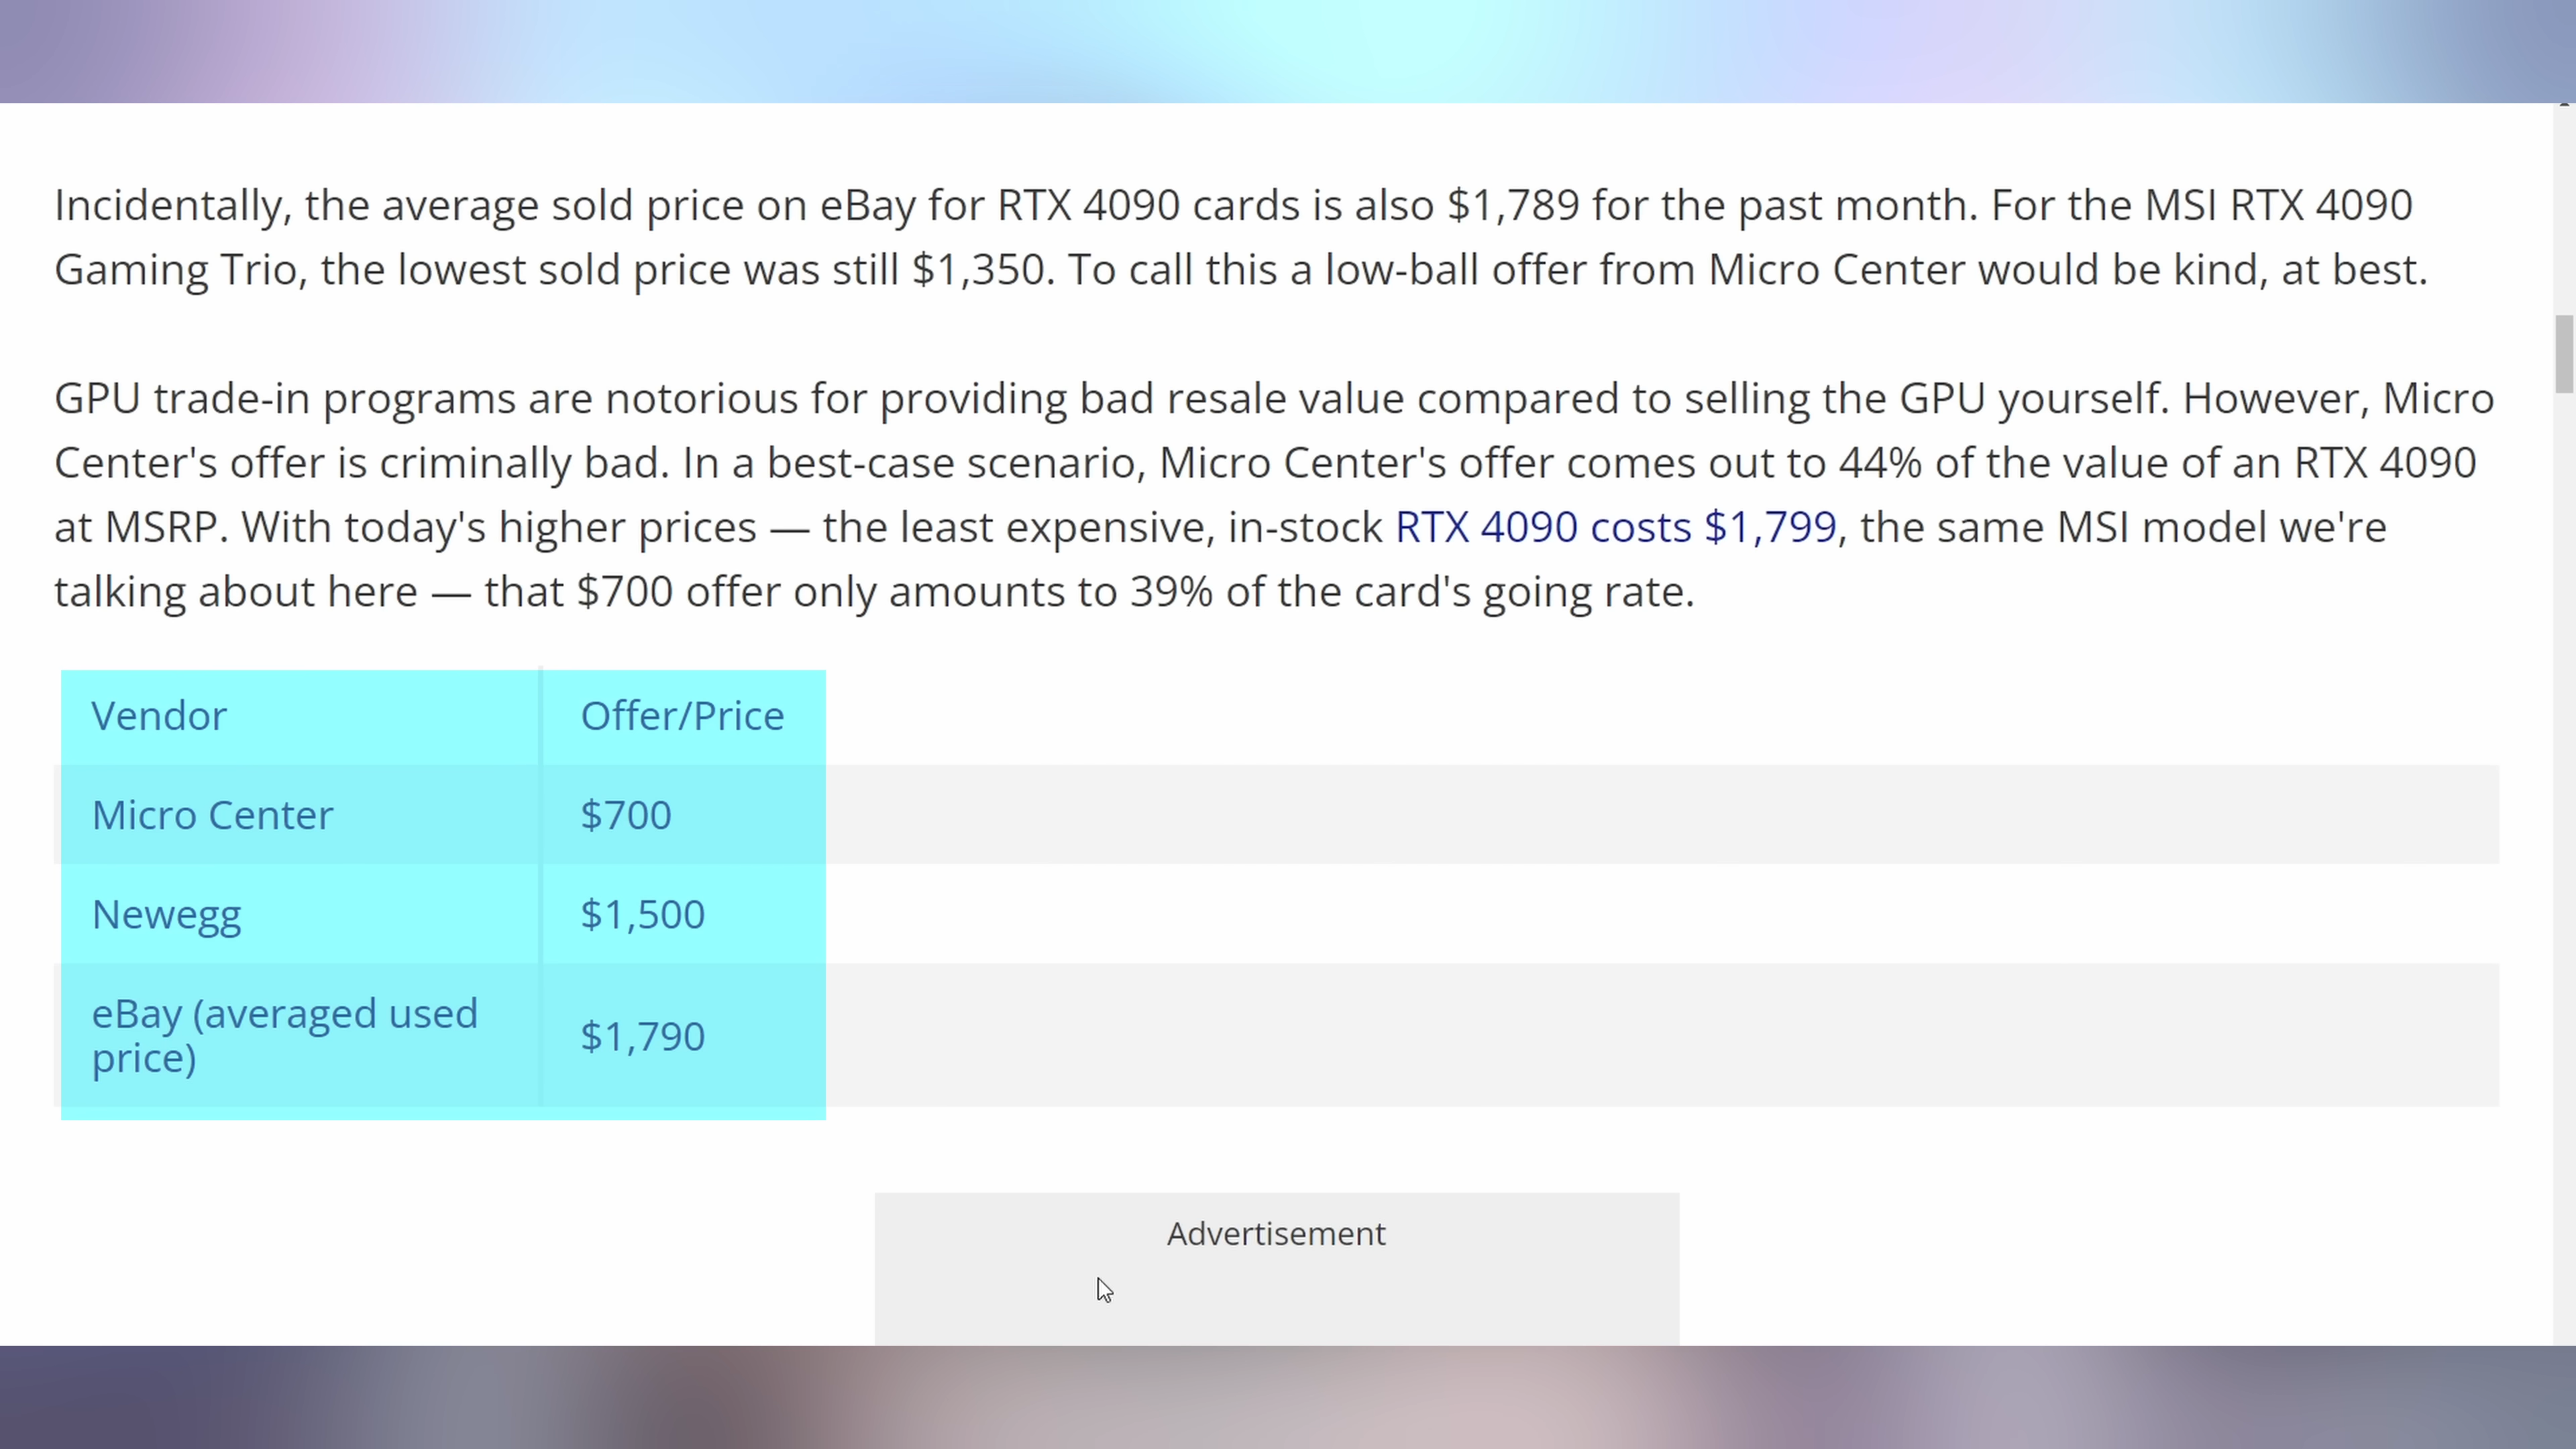 Incidentally, the average sold price on eBay for RTX 4090 cards is also $1,789 for the past month. For the MSI RTX 4090
Gaming Trio, the lowest sold price was still $1,350. To call this a low-ball offer from Micro Center would be kind, at best.
GPU trade-in programs are notorious for providing bad resale value compared to selling the GPU yourself. However, Micro
Center's offer is criminally bad. In a best-case scenario, Micro Center's offer comes out to 44% of the value of an RTX 4090
at MSRP. With today's higher prices — the least expensive, in-stock RTX 4090 costs $1,799, the same MSI model we're
talking about here — that $700 offer only amounts to 39% of the card's going rate.
Vendor Offer/Price
Micro Center $700
Newegg $1,500
eBay (averaged used
price) $1,790
Advertisement